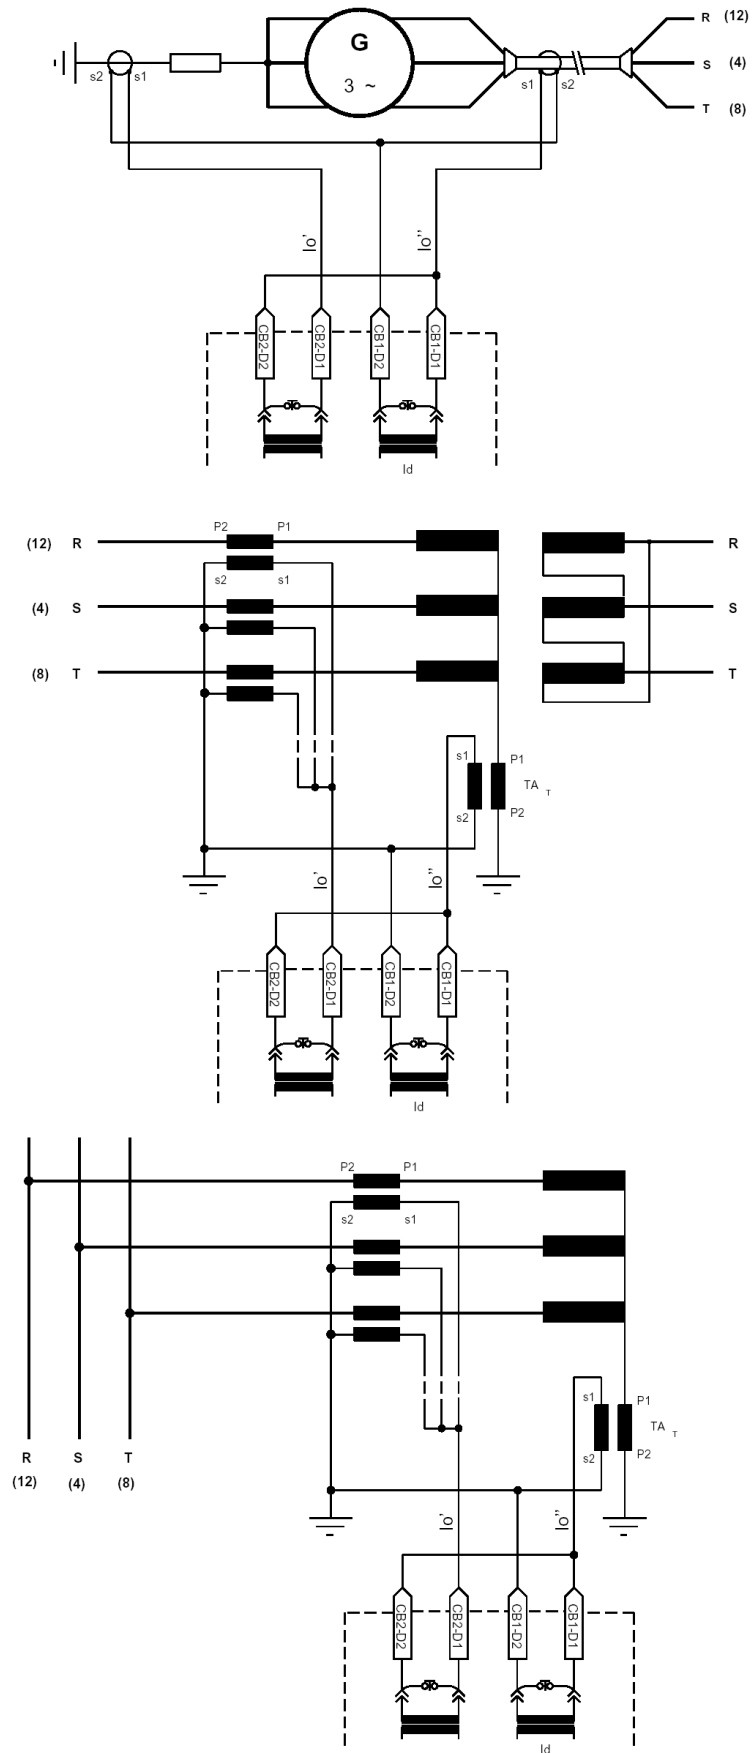 R (12)
G
S (4)
3 ~
s2 s1
s1 s2
T (8)
Io'
Io"
CB2-D2
CB2-D1
CB1-D2
CB1-D1
Id
P2 P1
(12) R
R
s2 s1
(4) S
S
(8) T
T
s1
P1
TA T
s2
P2
Io'
Io"
CB2-D2
CB2-D1
CB1-D2
CB1-D1
Id
P2 P1
s2 s1
s1
P1
TA T
s2
P2
R S T
(12) (4) (8)
Io'
Io"
CB2-D2
CB2-D1
CB1-D2
CB1-D1
Id